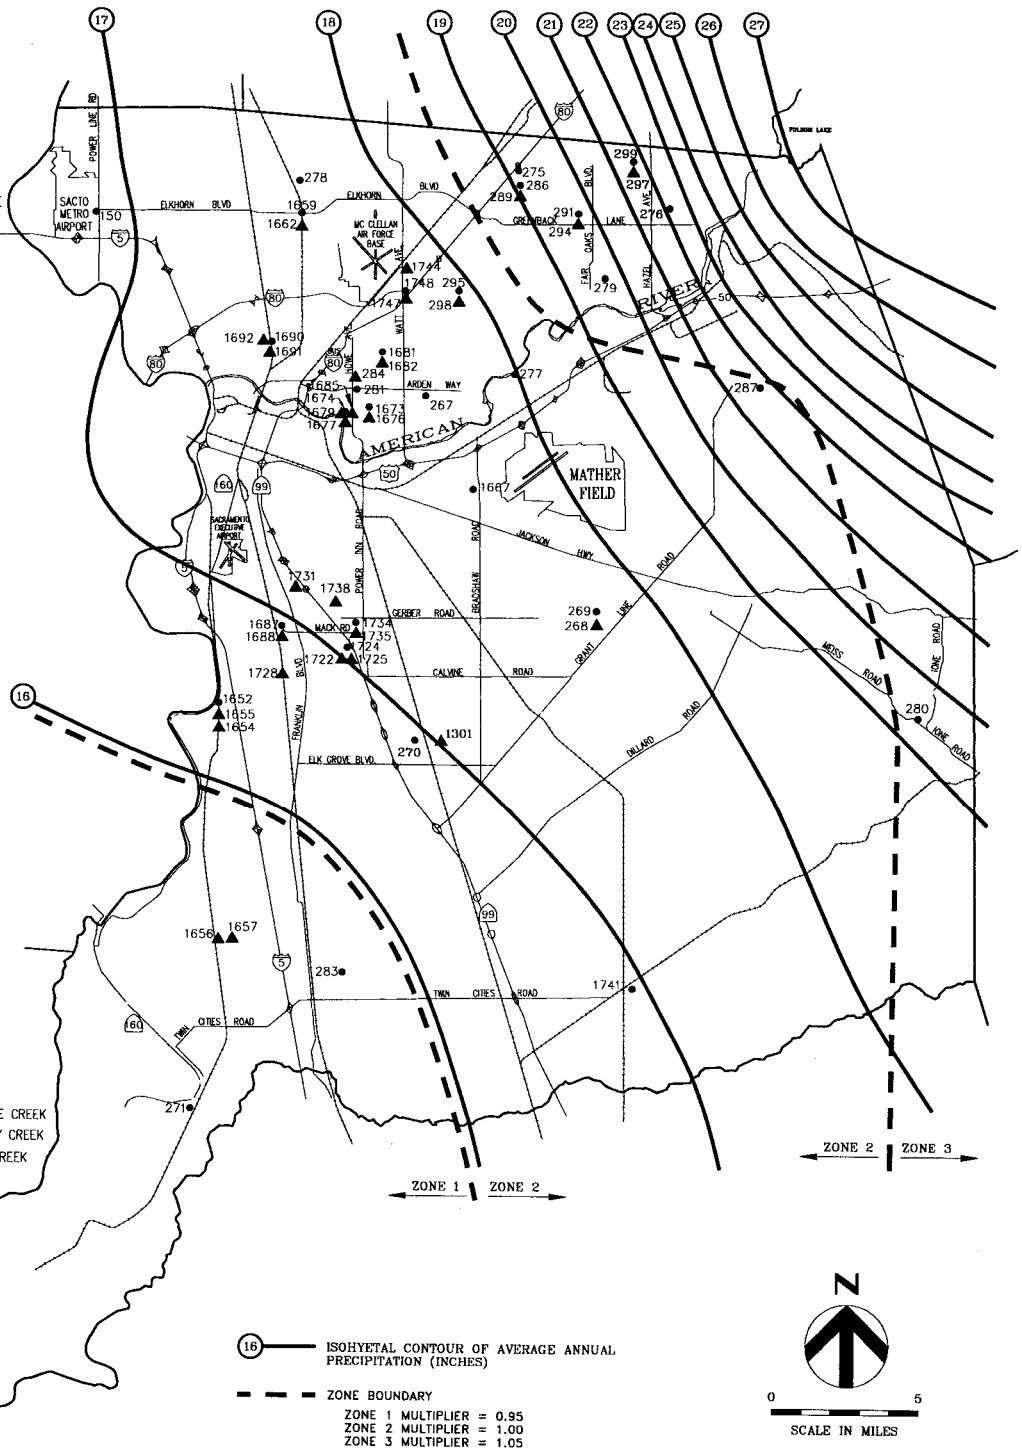 17
18
19
20
21
22
23
24
25
26
27
POWER LINE RD
80
FOLSOM LAKE
278
275
286
289
299
297
SACTO
METRO
AIRPORT
150
ELKHORN BLVD
1659
1662
ELKHORN BLVD
MC CLELLAN
AIR FORCE
BASE
WATT AVE
291
294
GREENBACK LANE
FAIR OAKS BLVD.
HAZEL AVE.
276
5
1744
1748
1747
295
298
279
RIVER
50
80
1692
1690
1691
80
80
HOWE AVE
1681
1682
284
281
ARDEN WAY
1685
1674
1679
1677
1673
1676
267
277
287
AMERICAN
50
MATHER
FIELD
160
99
1667
SACRAMENTO
EXECUTIVE
AIRPORT
POWER INN ROAD
BRADSHAW ROAD
JACKSON HWY
5
1731
1738
GERBER ROAD
269
268
GRANT LINE ROAD
1687
1688
MACK RD
1734
1735
1724
1722
1725
CALVINE ROAD
1728
FRANKLIN BLVD
MEISS ROAD
IONE ROAD
280
IONE ROAD
DILLARD ROAD
16
1652
1655
1654
270
1301
ELK GROVE BLVD.
99
1656
1657
5
283
1741
TWIN CITIES ROAD
160
TWIN CITIES ROAD
271
E CREEK
Y CREEK
REEK
ZONE 2
ZONE 3
ZONE 1
ZONE 2
N
16
ISOHYETAL CONTOUR OF AVERAGE ANNUAL
PRECIPITATION (INCHES)
ZONE BOUNDARY
ZONE 1 MULTIPLIER = 0.95
ZONE 2 MULTIPLIER = 1.00
ZONE 3 MULTIPLIER = 1.05
0
5
SCALE IN MILES